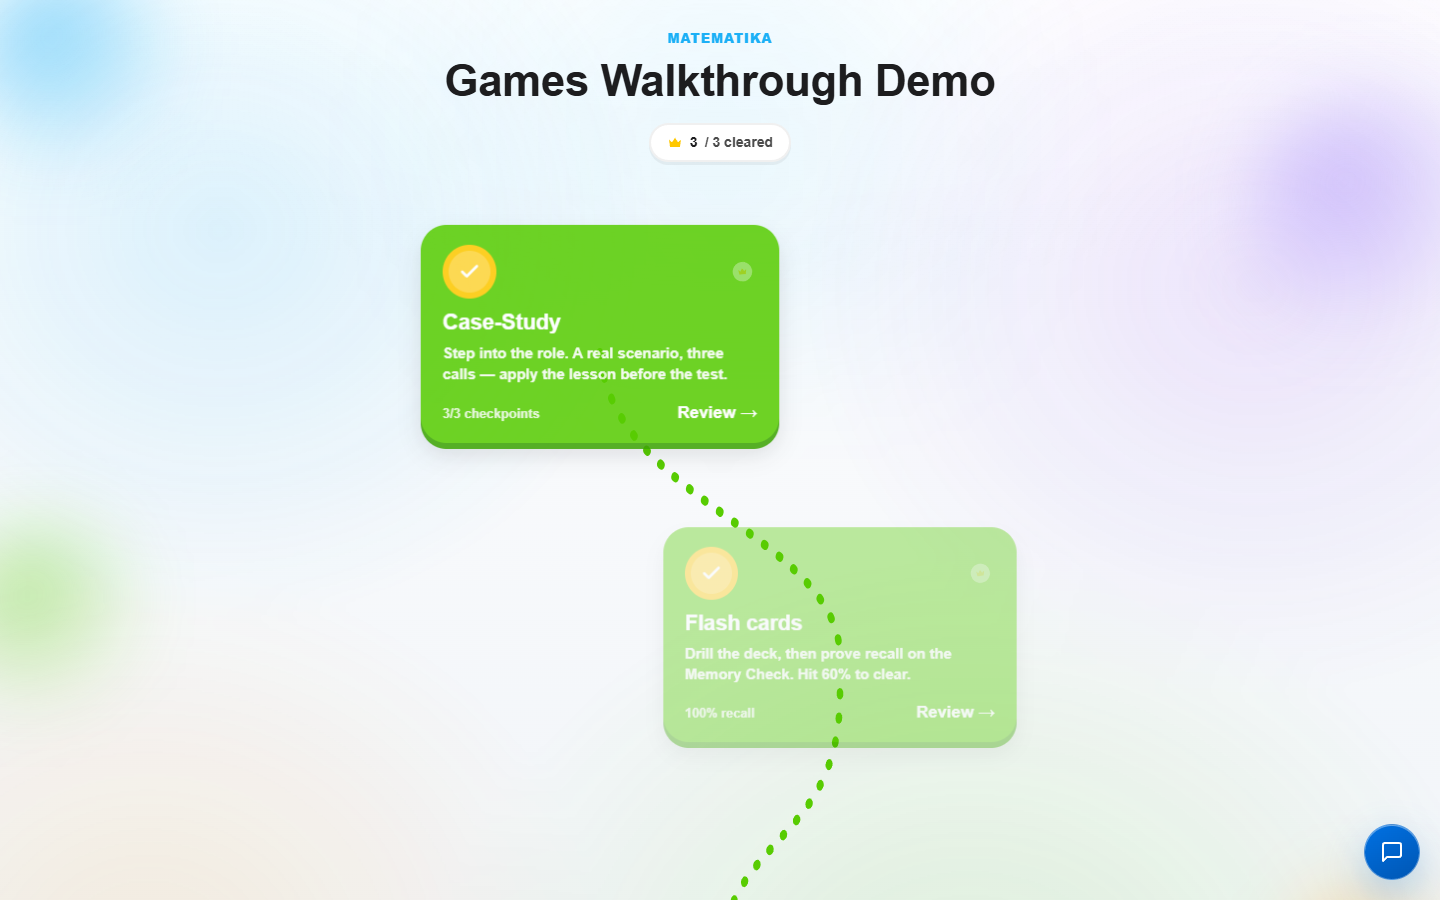 MATEMATIKA
Games Walkthrough Demo
3 / 3 cleared
Case-Study
Step into the role. A real scenario, three
calls — apply the lesson before the test.
3/3 checkpoints
Review →
Flash cards
Drill the deck, then prove recall on the
Memory Check. Hit 60% to clear.
100% recall
Review →